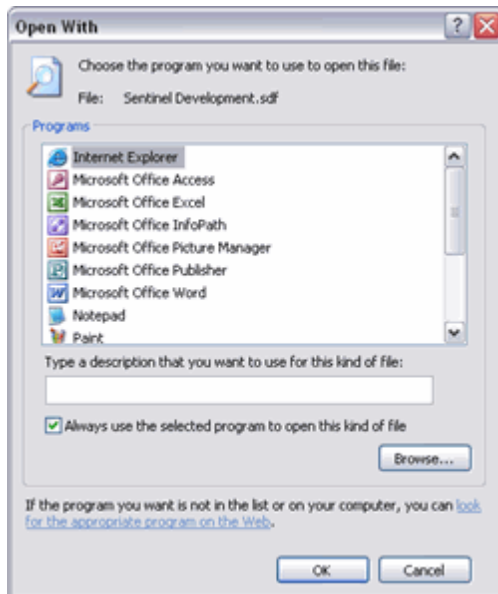 Open With
Choose the program you want to use to open this file:
File: Sentinel Development.sdf
Programs
Internet Explorer
Microsoft Office Access
Microsoft Office Excel
Microsoft Office InfoPath
Microsoft Office Picture Manager
Microsoft Office Publisher
Microsoft Office Word
Notepad
Paint
Type a description that you want to use for this kind of file:
Always use the selected program to open this kind of file
Browse...
If the program you want is not in the list or on your computer, you can look
for the appropriate program on the Web.
OK Cancel